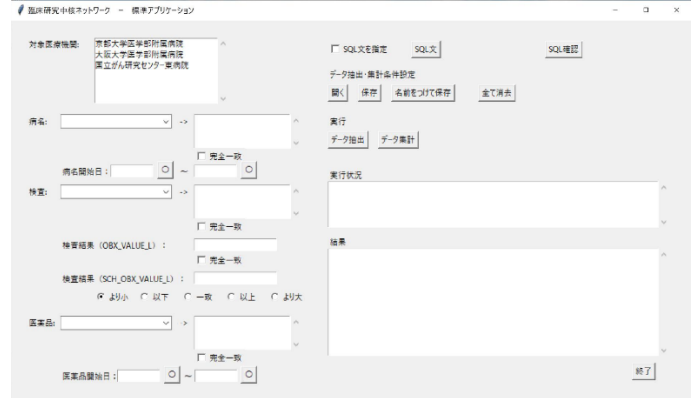 臨床研究中核ネットワーク － 標準アプリケーション
対象医療機関:
京都大学医学部附属病院
大阪大学医学部附属病院
国立がん研究センター東病院
病名:
->
完全一致
病名開始日：
〇 ～ 〇
検査:
->
完全一致
検査結果（OBX_VALUE_L）：
完全一致
検査結果（SCH_OBX_VALUE_L）：
より小 以下 一致 以上 より大
医薬品:
->
完全一致
医薬品開始日：
〇 ～ 〇
SQL文を指定 SQL文 SQL確認
データ抽出・集計条件設定
開く 保存 名前をつけて保存 全て消去
実行
データ抽出 データ集計
実行状況
結果
終了